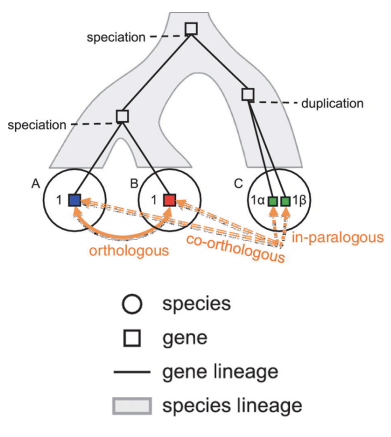 speciation
duplication
speciation
A
B
C
1
1
1α
1β
orthologous
co-orthologous
in-paralogous
species
gene
gene lineage
species lineage